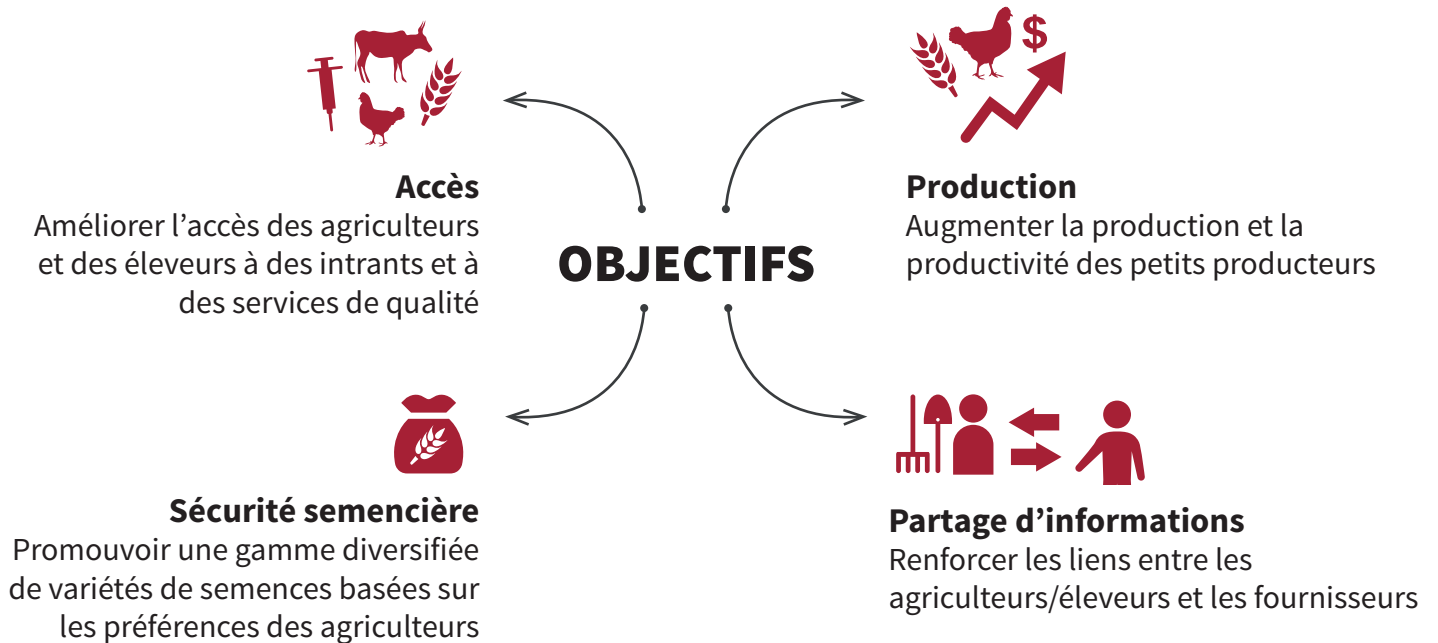 $
Accès
Améliorer l’accès des agriculteurs
et des éleveurs à des intrants et à
des services de qualité
Production
Augmenter la production et la
productivité des petits producteurs
OBJECTIFS
Sécurité semencière
Promouvoir une gamme diversifiée
de variétés de semences basées sur
les préférences des agriculteurs
Partage d’informations
Renforcer les liens entre les
agriculteurs/éleveurs et les fournisseurs